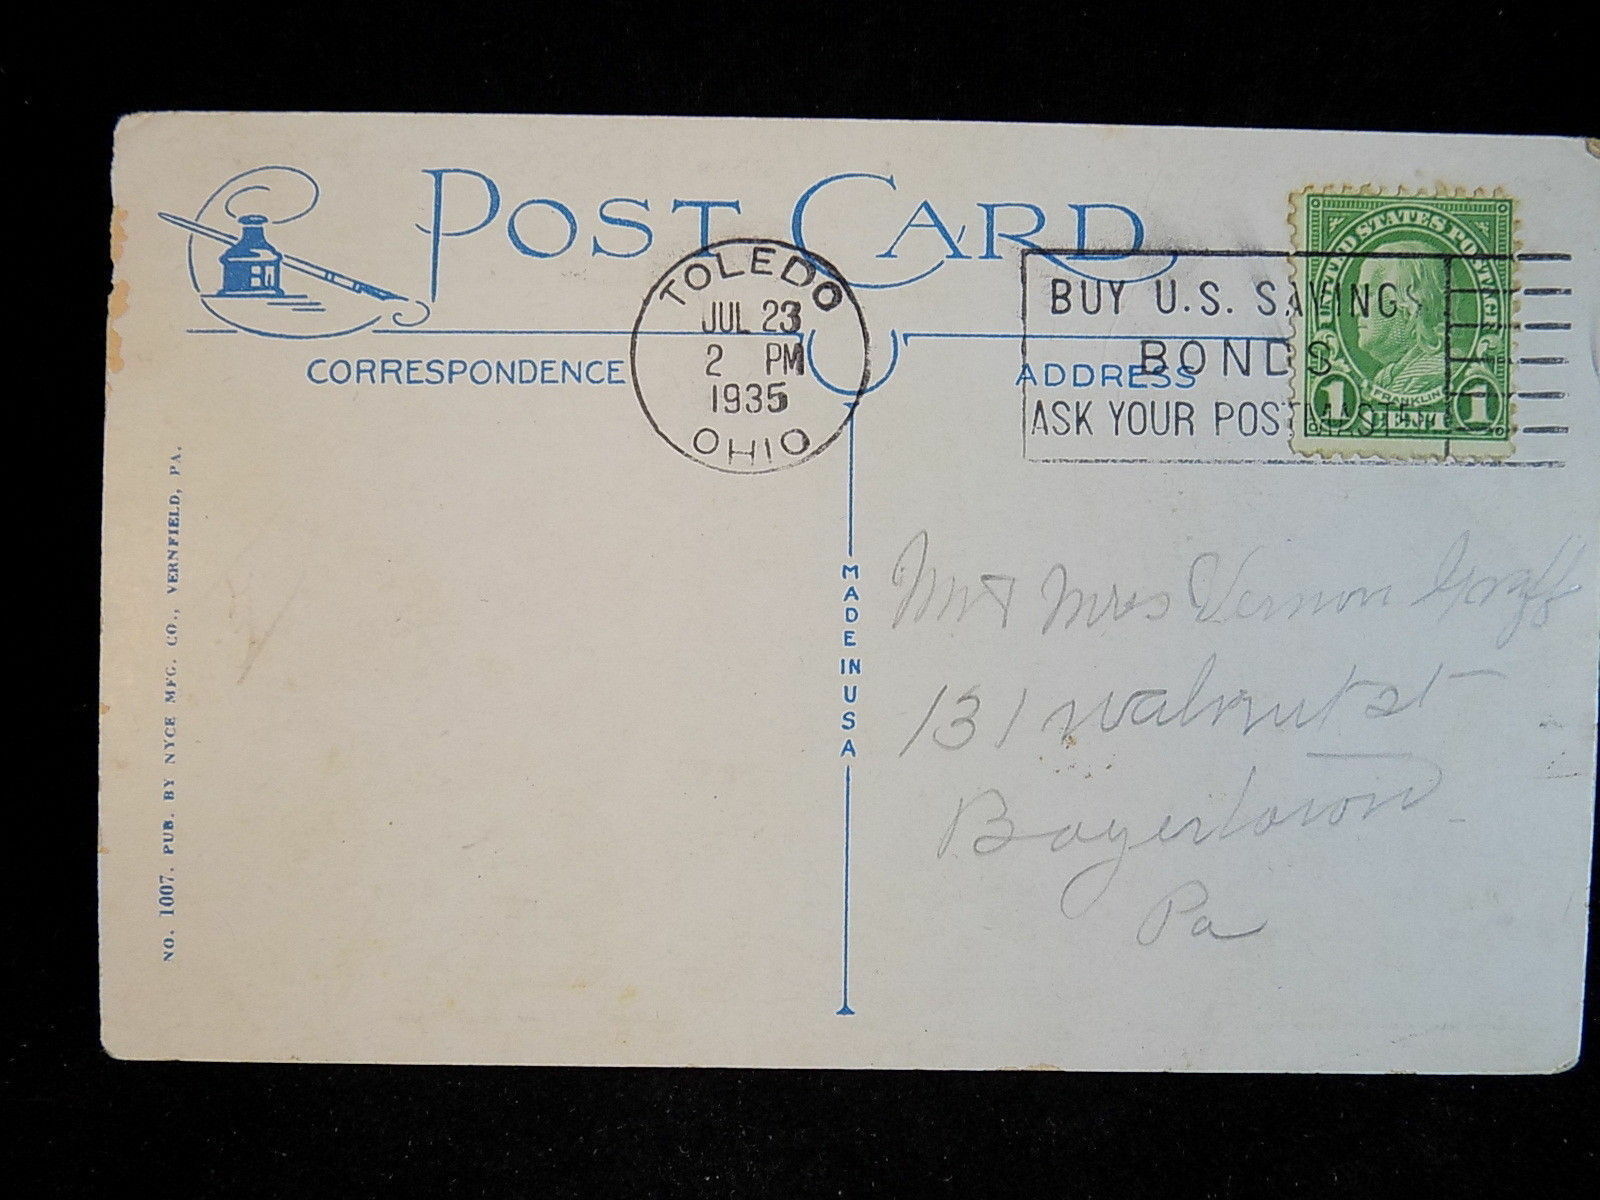 POST CARD
TOLEDO
JUL 23
2 PM
1935
OHIO
BUY U.S. SAVINGS
BONDS
ASK YOUR POSTMASTER
UNITED STATES POSTAGE
FRANKLIN
1 1
CORRESPONDENCE
ADDRESS
NO. 1007. PUB. BY NYCE MFG. CO., VERNFIELD, PA.
MADE IN USA
Mr & Mrs Vernon Graff
131 Walnut st
Boyertown
Pa